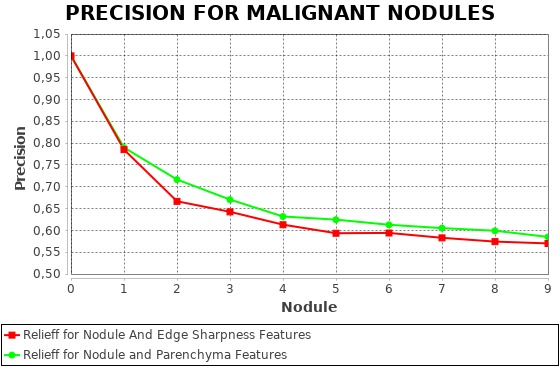 PRECISION FOR MALIGNANT NODULES
1,05
1,00
0,95
0,90
0,85
0,80
0,75
0,70
0,65
0,60
0,55
0,50
Precision
0 1 2 3 4 5 6 7 8 9
Nodule
Relieff for Nodule And Edge Sharpness Features
Relieff for Nodule and Parenchyma Features